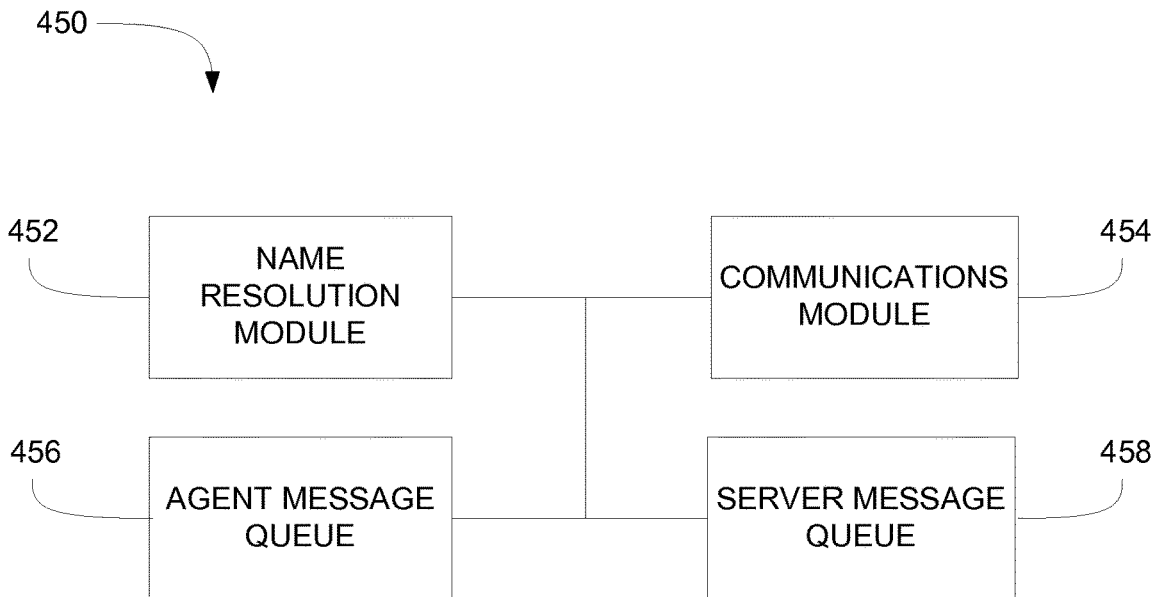 450
452
NAME
RESOLUTION
MODULE
COMMUNICATIONS
MODULE
454
456
AGENT MESSAGE
QUEUE
SERVER MESSAGE
QUEUE
458